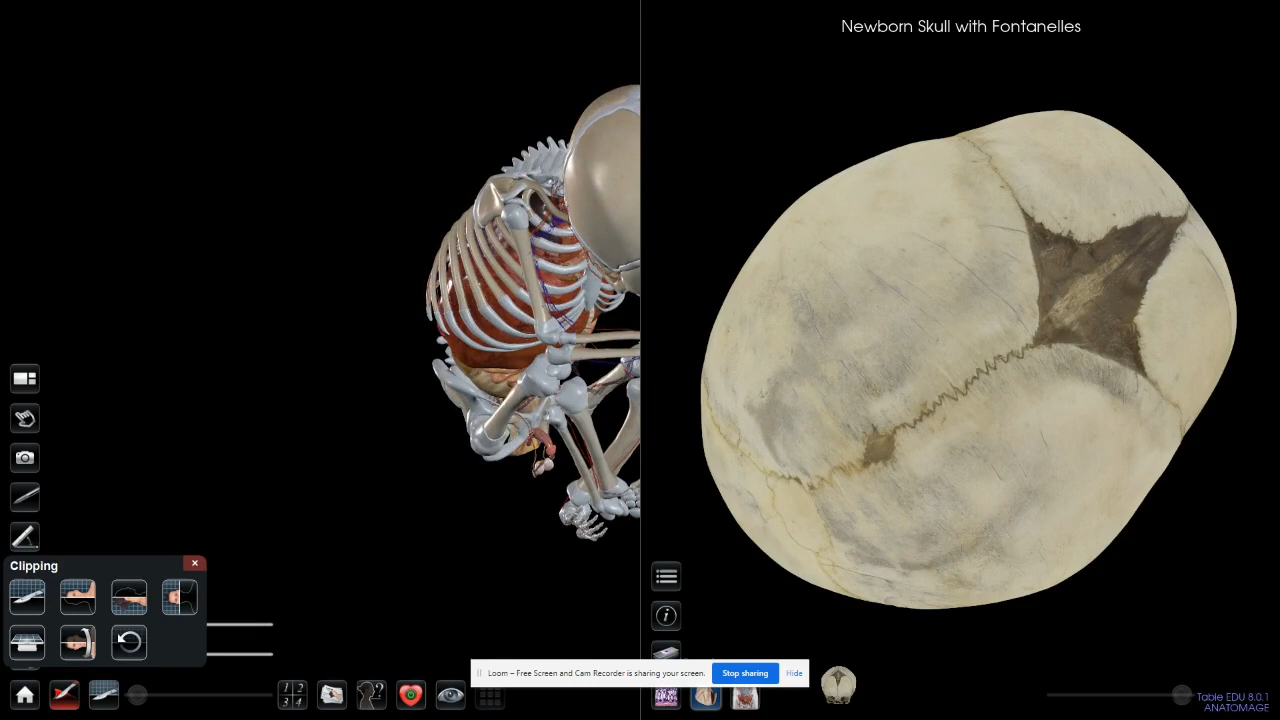 Newborn Skull with Fontanelles
Clipping
1 2
3 4
Loom – Free Screen and Cam Recorder is sharing your screen.
Stop sharing
Hide
Table EDU 8.0.1
ANATOMAGE